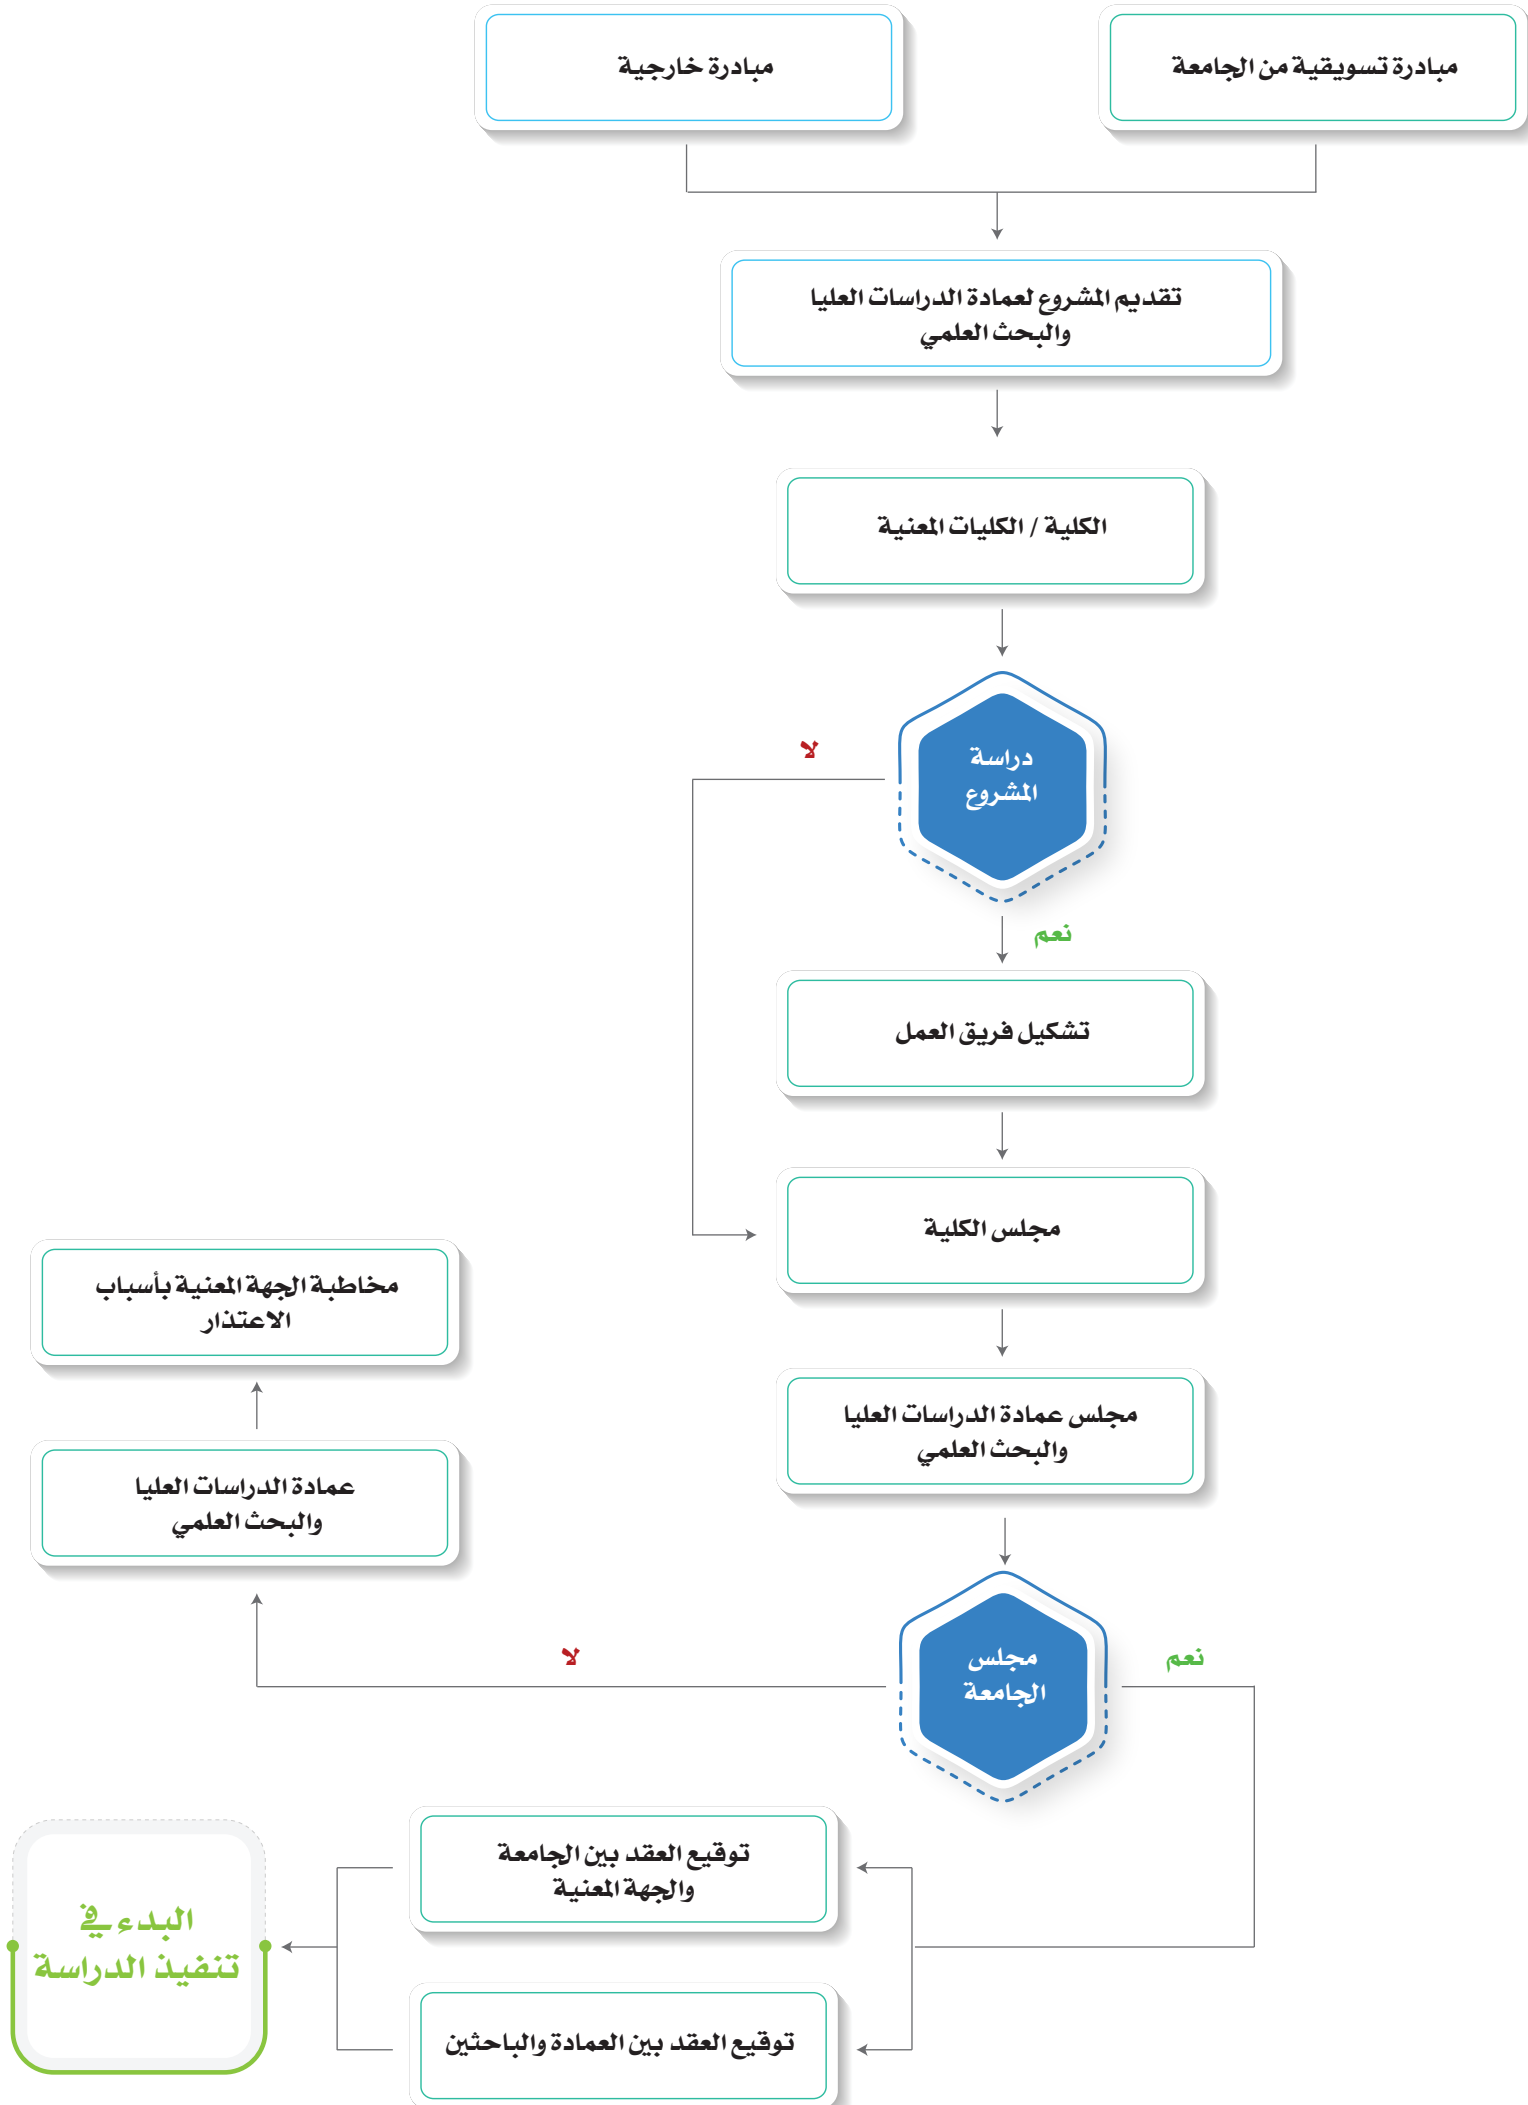 مبادرة تسويقية من الجامعة
مبادرة خارجية
تقديم المشروع لعمادة الدراسات العليا
والبحث العلمي
الكلية / الكليات المعنية
دراسة
المشروع
لا
نعم
تشكيل فريق العمل
مجلس الكلية
مجلس عمادة الدراسات العليا
والبحث العلمي
مجلس
الجامعة
نعم
لا
عمادة الدراسات العليا
والبحث العلمي
مخاطبة الجهة المعنية بأسباب
الاعتذار
توقيع العقد بين الجامعة
والجهة المعنية
توقيع العقد بين العمادة والباحثين
البدء في
تنفيذ الدراسة